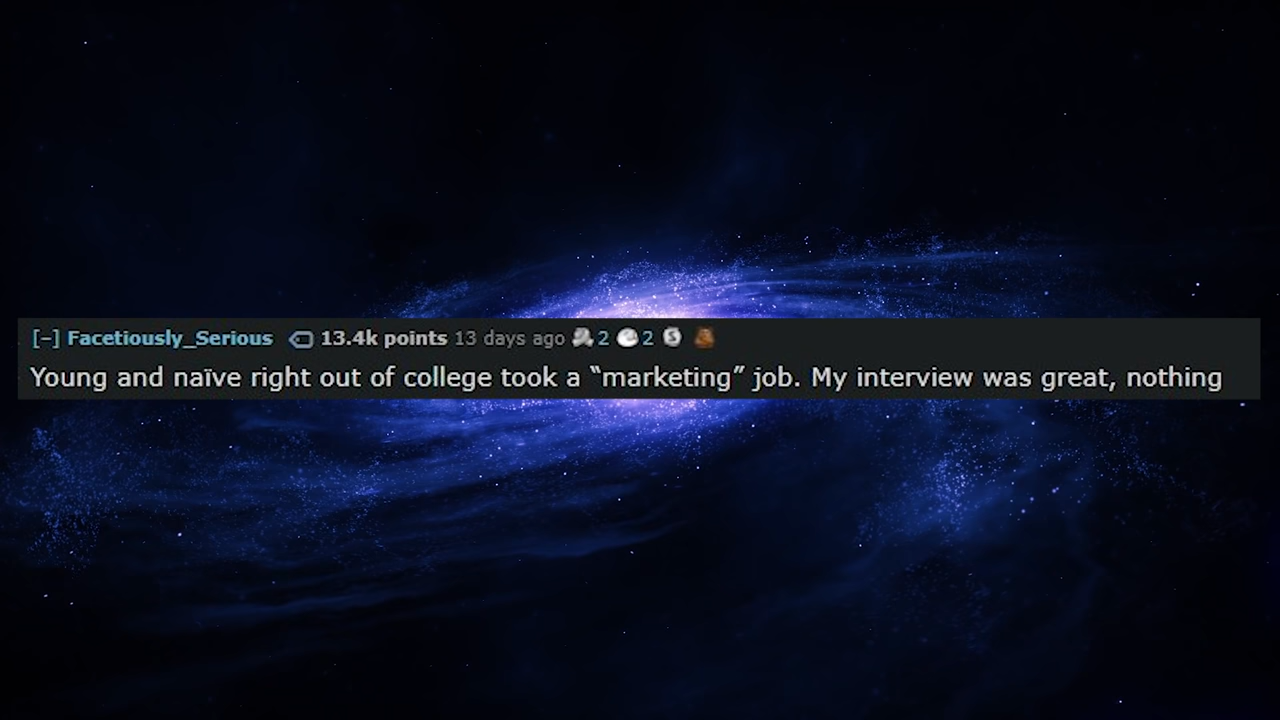 [–] Facetiously_Serious 13.4k points 13 days ago 2 2 S
Young and naïve right out of college took a “marketing” job. My interview was great, nothing